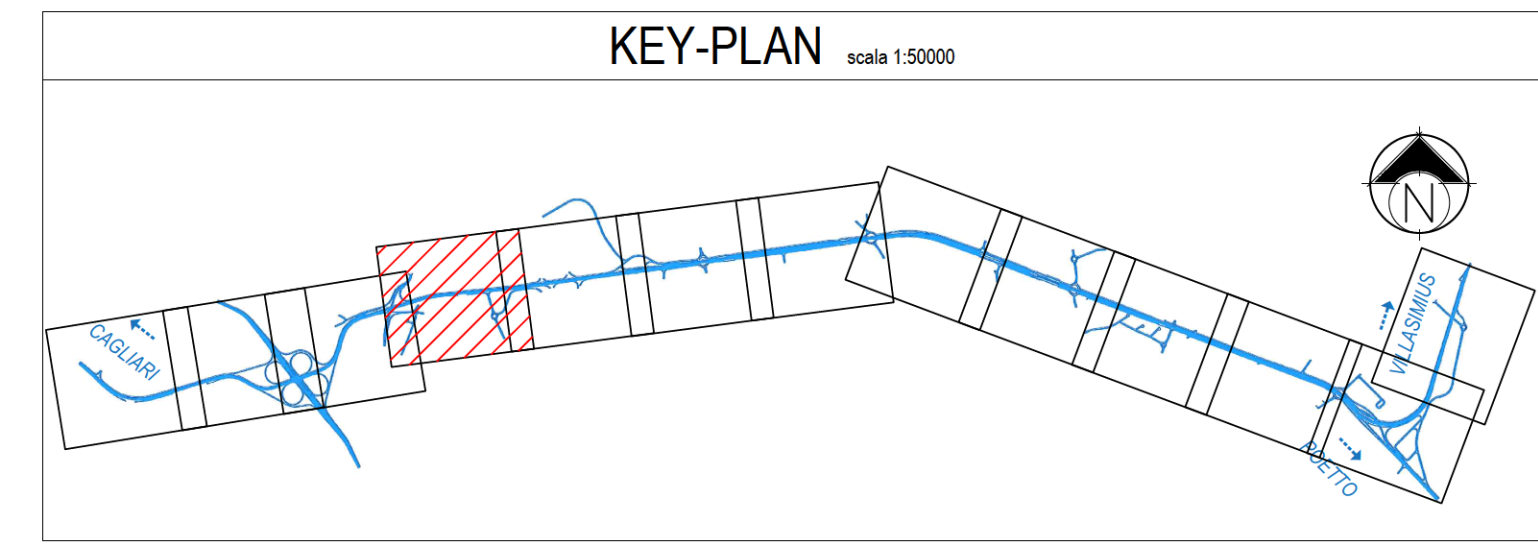 KEY-PLAN scala 1:50000
N
CAGLIARI
VILLASIMIUS
POETTO